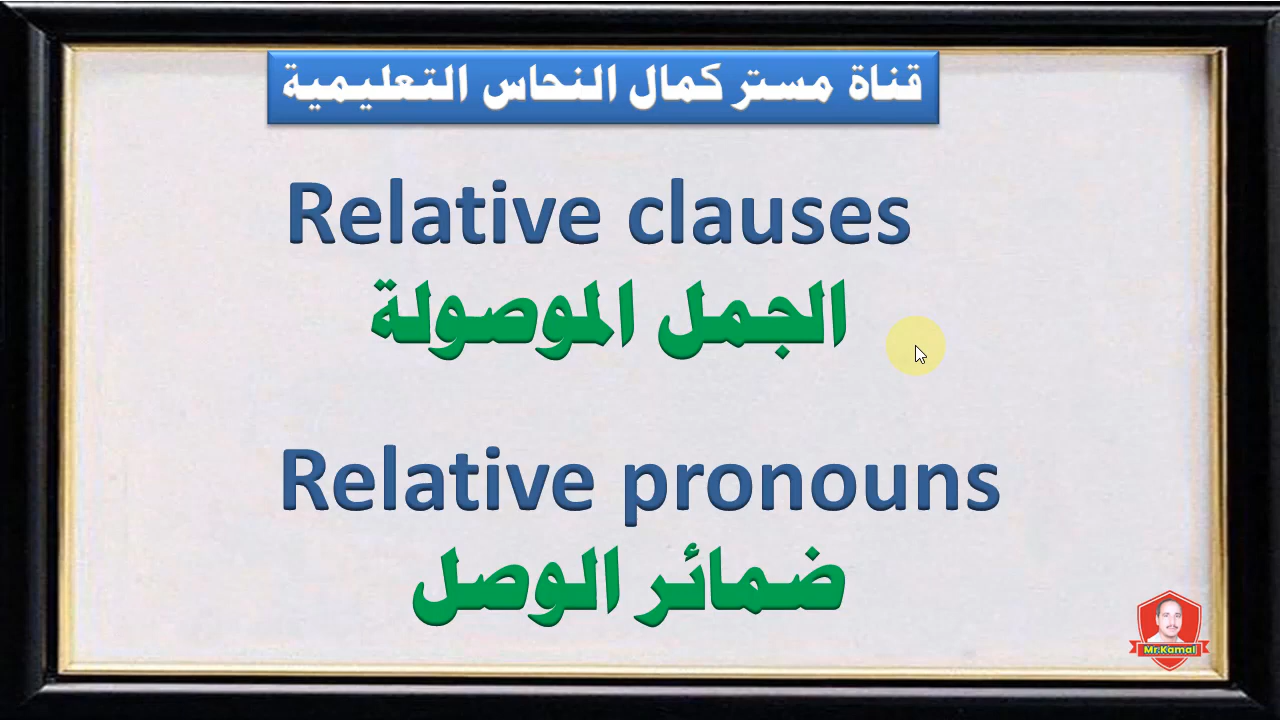 قناة مستر كمال النحاس التعليمية
Relative clauses
الجمل الموصولة
Relative pronouns
ضمائر الوصل
Mr.Kamal